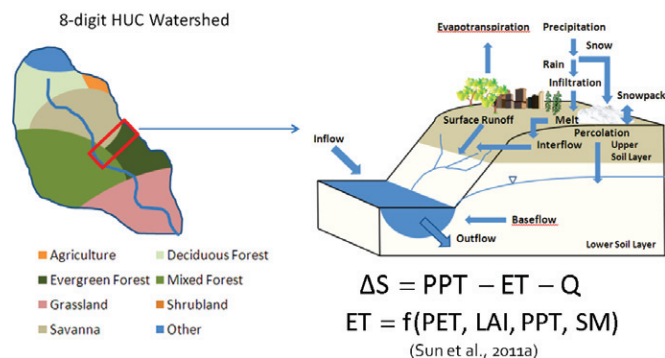 8-digit HUC Watershed
Agriculture
Deciduous Forest
Evergreen Forest
Mixed Forest
Grassland
Shrubland
Savanna
Other
Evapotranspiration
Precipitation
Snow
Rain
Infiltration
Snowpack
Surface Runoff
Melt
Percolation
Inflow
Interflow
Upper
Soil Layer
Baseflow
Outflow
Lower Soil Layer
ΔS = PPT – ET – Q
ET = f(PET, LAI, PPT, SM)
(Sun et al., 2011a)